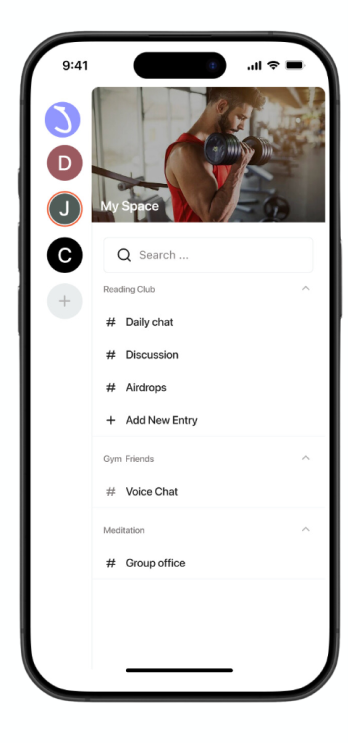 9:41
D
J
C
+
My Space
Search ...
Reading Club
# Daily chat
# Discussion
# Airdrops
+ Add New Entry
Gym Friends
# Voice Chat
Meditation
# Group office